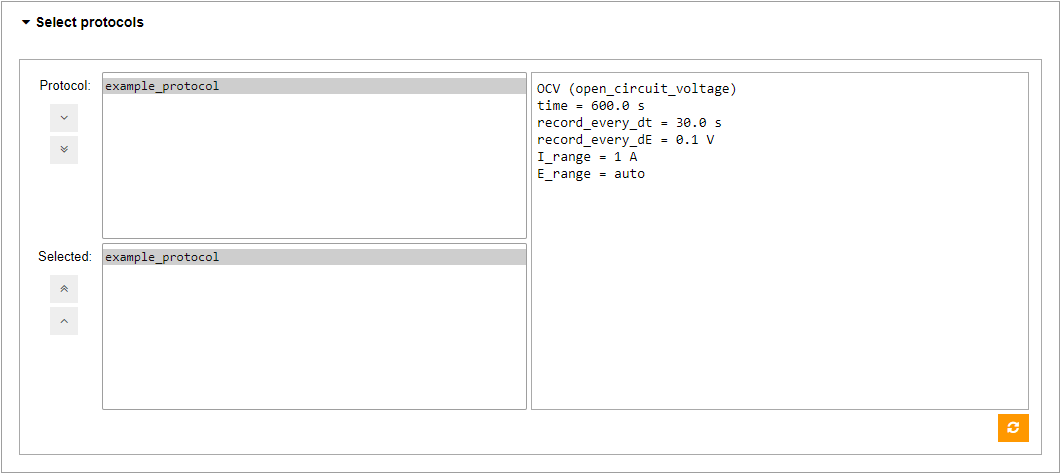 Select protocols
Protocol:
example_protocol
OCV (open_circuit_voltage)
time = 600.0 s
record_every_dt = 30.0 s
record_every_dE = 0.1 V
I_range = 1 A
E_range = auto
Selected:
example_protocol